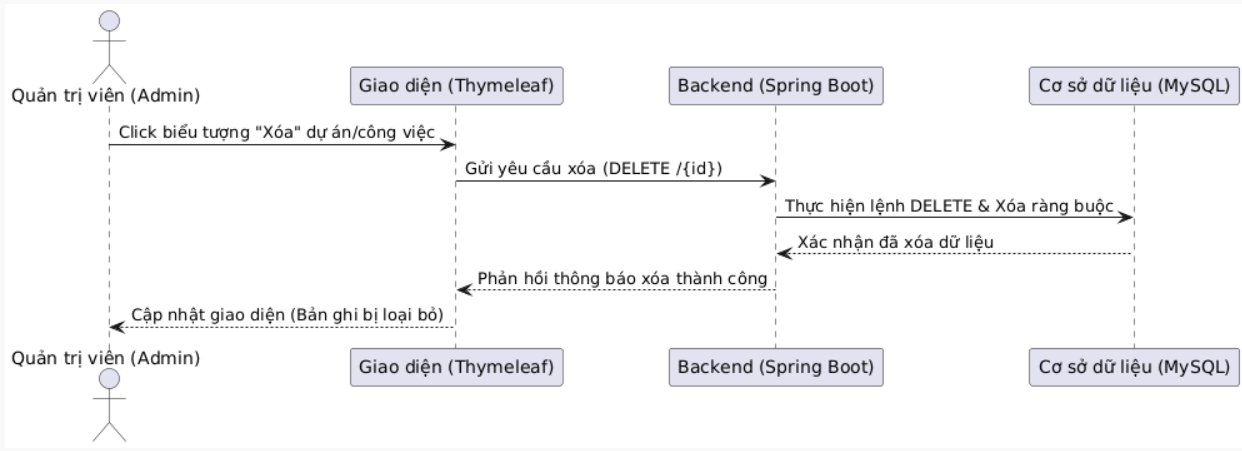 Quản trị viên (Admin)
Giao diện (Thymeleaf)
Backend (Spring Boot)
Cơ sở dữ liệu (MySQL)
Click biểu tượng "Xóa" dự án/công việc
Gửi yêu cầu xóa (DELETE /{id})
Thực hiện lệnh DELETE & Xóa ràng buộc
Xác nhận đã xóa dữ liệu
Phản hồi thông báo xóa thành công
Cập nhật giao diện (Bản ghi bị loại bỏ)
Quản trị viên (Admin)
Giao diện (Thymeleaf)
Backend (Spring Boot)
Cơ sở dữ liệu (MySQL)